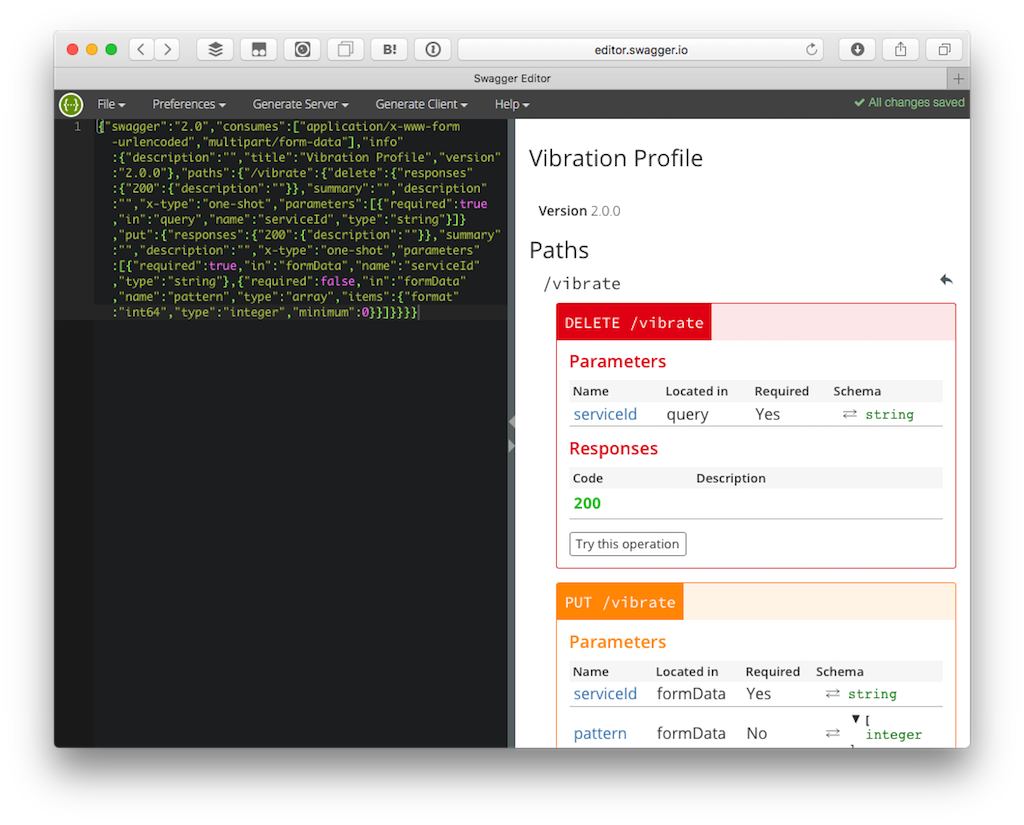 B!
editor.swagger.io
Swagger Editor
{··}
File Preferences Generate Server Generate Client Help
✔ All changes saved
1 {"swagger":"2.0","consumes":["application/x-www-form
-urlencoded","multipart/form-data"],"info"
:{"description":"","title":"Vibration Profile","version"
:"2.0.0"},"paths":{"/vibrate":{"delete":{"responses"
:{"200":{"description":""}},"summary":"","description"
:"","x-type":"one-shot","parameters":[{"required":true
,"in":"query","name":"serviceId","type":"string"}]}
,"put":{"responses":{"200":{"description":""}},"summary"
:"","description":"","x-type":"one-shot","parameters"
:[{"required":true,"in":"formData","name":"serviceId"
,"type":"string"},{"required":false,"in":"formData"
,"name":"pattern","type":"array","items":{"format"
:"int64","type":"integer","minimum":0}}]}}}}
Vibration Profile
Version 2.0.0
Paths
/vibrate
DELETE /vibrate
Parameters
Name Located in Required Schema
serviceId query Yes ⇄ string
Responses
Code Description
200
Try this operation
PUT /vibrate
Parameters
Name Located in Required Schema
serviceId formData Yes ⇄ string
pattern formData No ⇄ ▼ [
integer